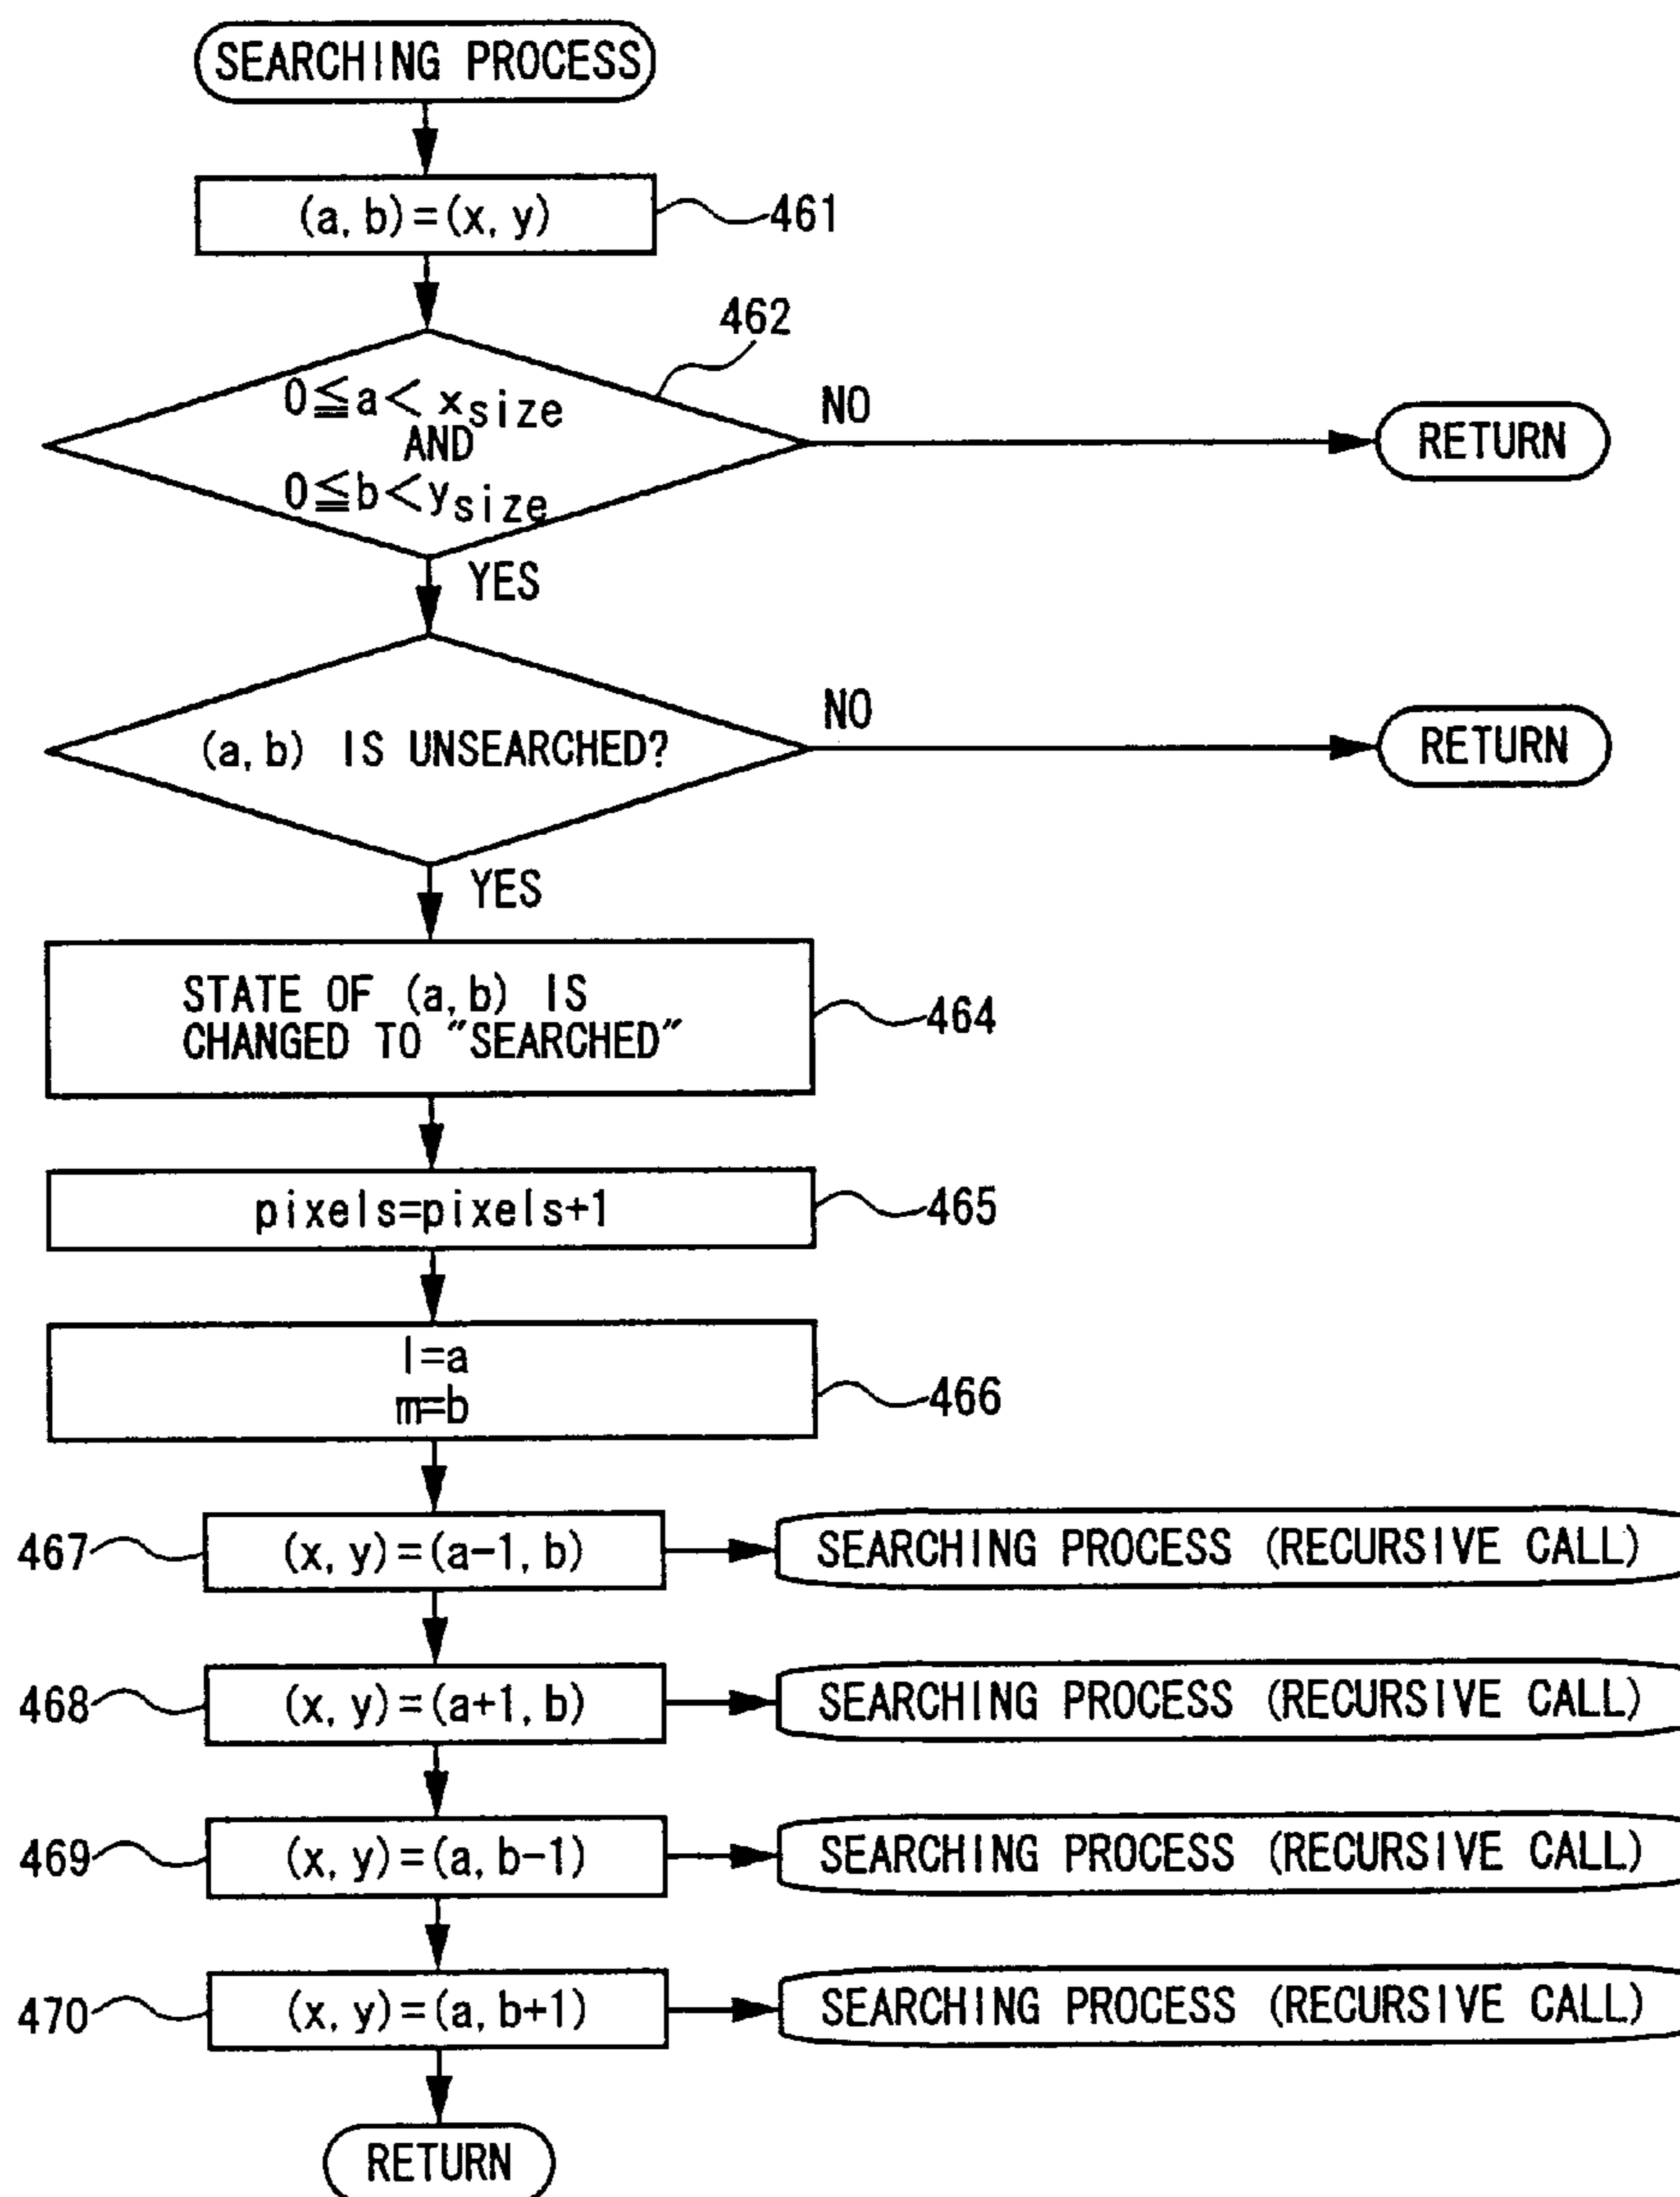 SEARCHING PROCESS
(a, b)=(x, y)
461
462
0≦a< xsize
AND
0≦b<ysize
NO
RETURN
YES
(a, b) IS UNSEARCHED?
NO
RETURN
YES
STATE OF (a, b) IS
CHANGED TO "SEARCHED"
464
pixels=pixels+1
465
l=a
m=b
466
467
(x, y)=(a-1, b)
SEARCHING PROCESS (RECURSIVE CALL)
468
(x, y)=(a+1, b)
SEARCHING PROCESS (RECURSIVE CALL)
469
(x, y)=(a, b-1)
SEARCHING PROCESS (RECURSIVE CALL)
470
(x, y)=(a, b+1)
SEARCHING PROCESS (RECURSIVE CALL)
RETURN